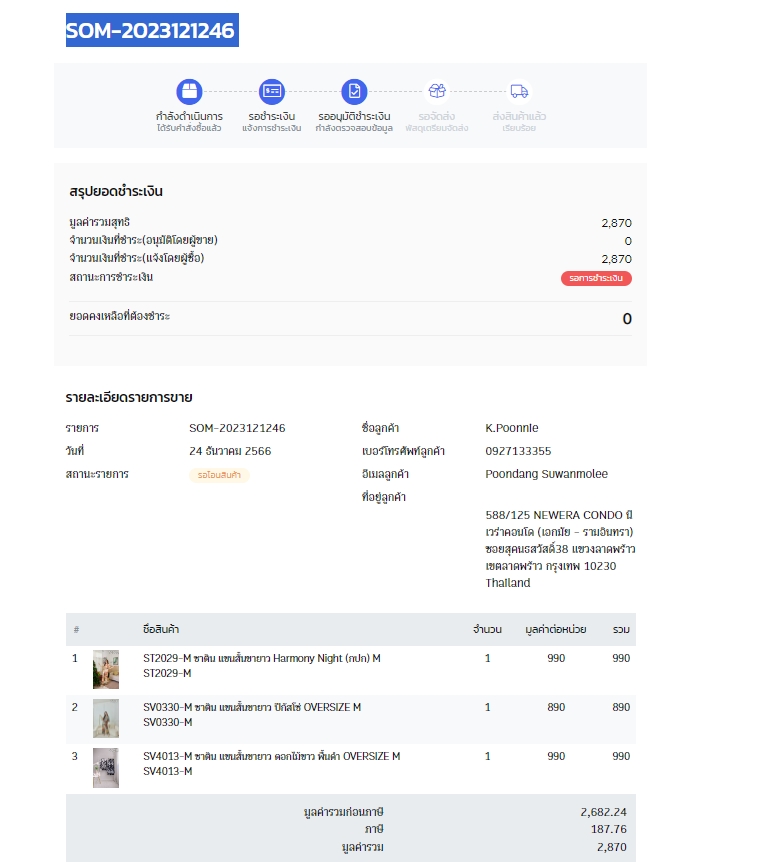 SOM-2023121246
กำลังดำเนินการ รอชำระเงิน รออนุมัติชำระเงิน รอจัดส่ง ส่งสินค้าแล้ว
ได้รับคำสั่งซื้อแล้ว แจ้งการชำระเงิน กำลังตรวจสอบข้อมูล พัสดุเตรียมจัดส่ง เรียบร้อย
สรุปยอดชำระเงิน
มูลค่ารวมสุทธิ 2,870
จำนวนเงินที่ชำระ(อนุมัติโดยผู้ขาย) 0
จำนวนเงินที่ชำระ(แจ้งโดยผู้ซื้อ) 2,870
สถานะการชำระเงิน รอการชำระเงิน
ยอดคงเหลือที่ต้องชำระ 0
รายละเอียดรายการขาย
รายการ SOM-2023121246 ชื่อลูกค้า K.Poonnie
วันที่ 24 ธันวาคม 2566 เบอร์โทรศัพท์ลูกค้า 0927133355
สถานะรายการ รอโอนสินค้า อีเมลลูกค้า Poondang Suwanmolee
ที่อยู่ลูกค้า
588/125 NEWERA CONDO นิ
เวร่าคอนโด (เอกมัย - รามอินทรา)
ซอยสุคนธสวัสดิ์38 แขวงลาดพร้าว
เขตลาดพร้าว กรุงเทพ 10230
Thailand
# ชื่อสินค้า จำนวน มูลค่าต่อหน่วย รวม
1 ST2029-M ซาติน แขนสั้นขายาว Harmony Night (กปก) M 1 990 990
ST2029-M
2 SV0330-M ซาติน แขนสั้นขายาว ปีกัสโซ่ OVERSIZE M 1 890 890
SV0330-M
3 SV4013-M ซาติน แขนสั้นขายาว ดอกไม้ขาว พื้นดำ OVERSIZE M 1 990 990
SV4013-M
มูลค่ารวมก่อนภาษี 2,682.24
ภาษี 187.76
มูลค่ารวม 2,870